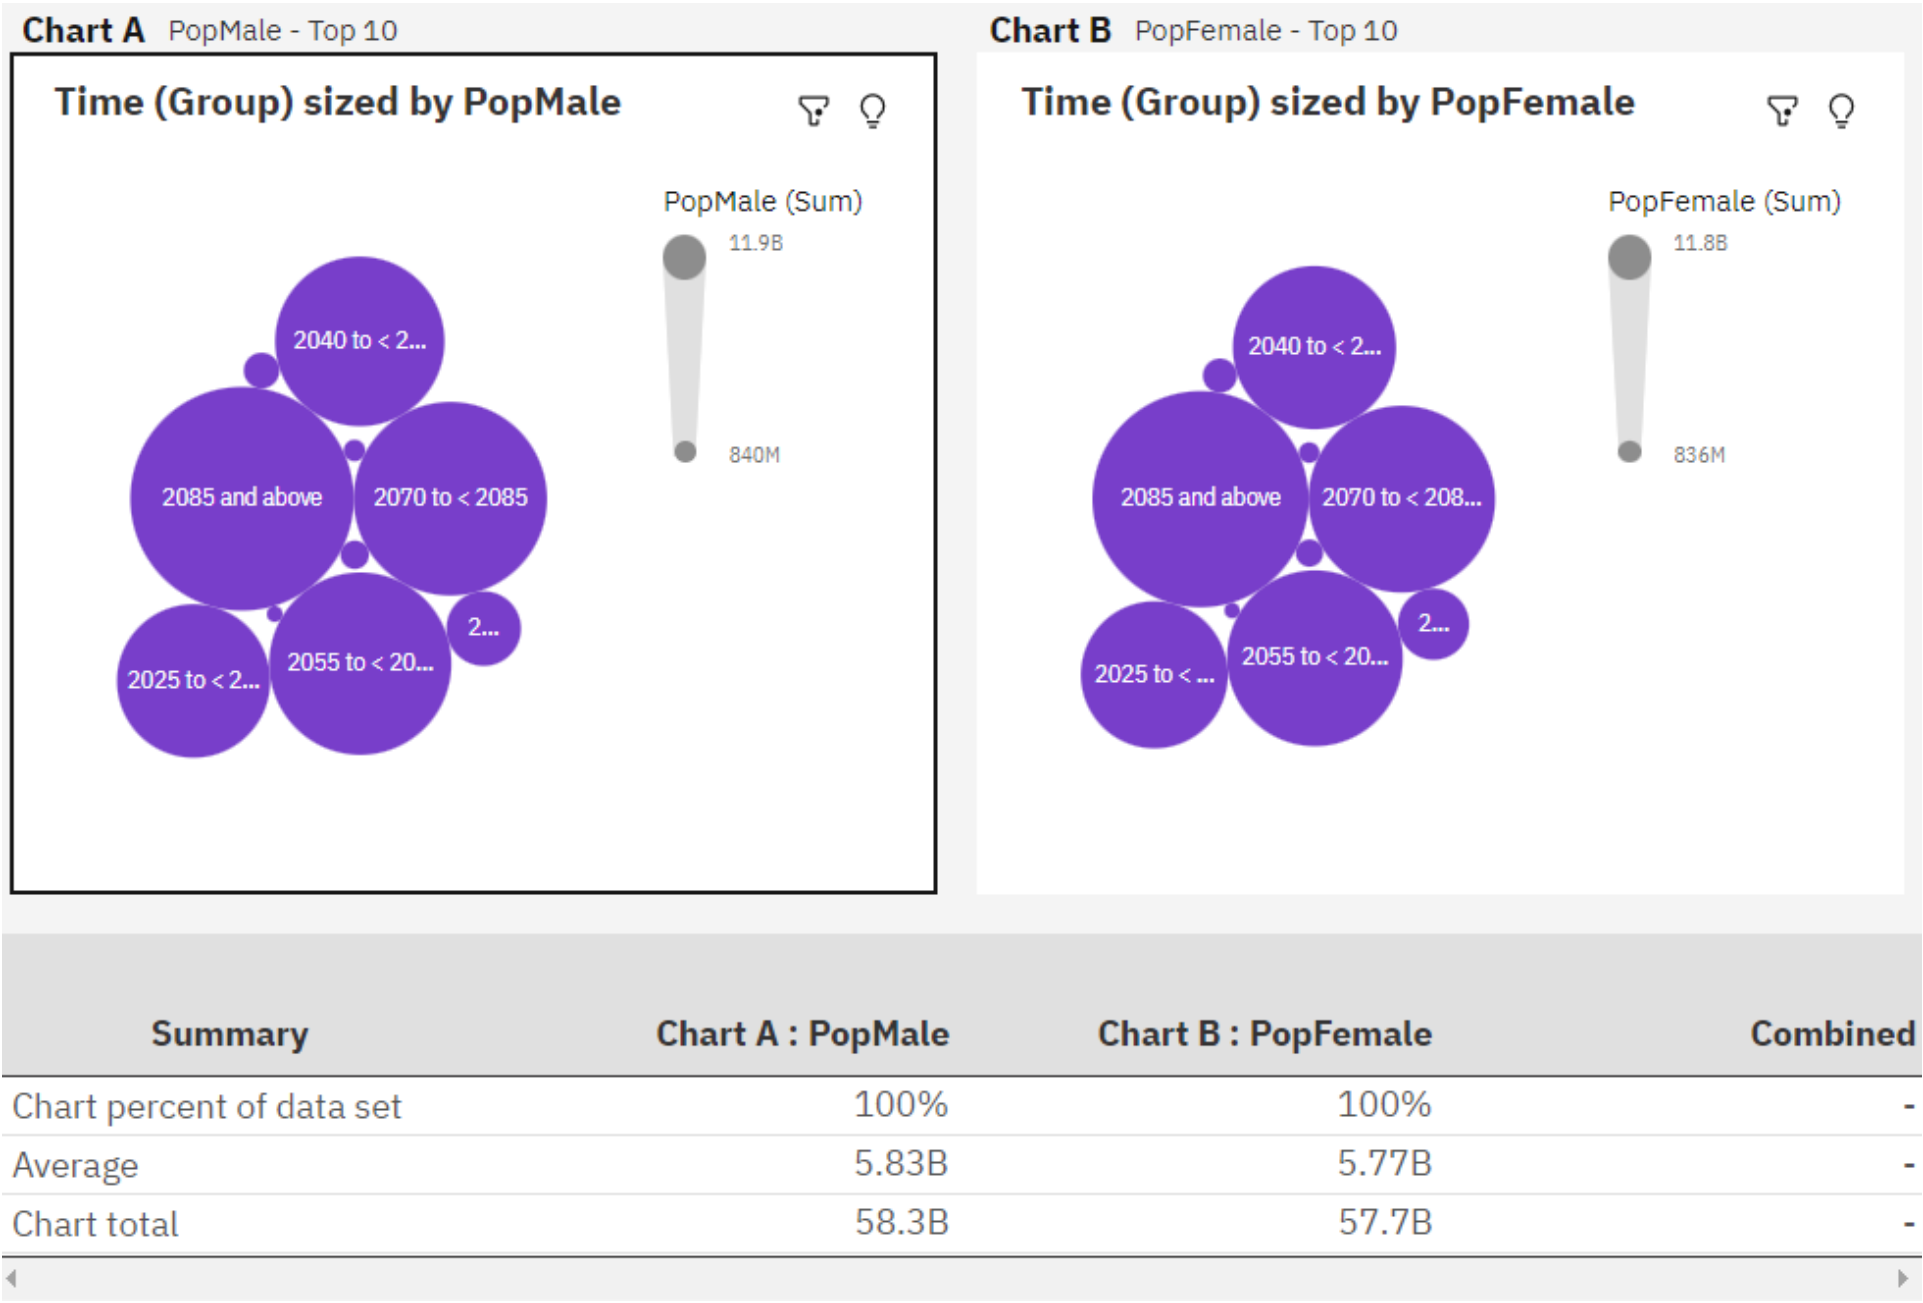 Chart A PopMale - Top 10
Time (Group) sized by PopMale
PopMale (Sum)
11.9B
840M
2040 to < 2...
2085 and above
2070 to < 2085
2...
2055 to < 20...
2025 to < 2...
Chart B PopFemale - Top 10
Time (Group) sized by PopFemale
PopFemale (Sum)
11.8B
836M
2040 to < 2...
2085 and above
2070 to < 208...
2...
2055 to < 20...
2025 to < ...
Summary Chart A : PopMale Chart B : PopFemale Combined
Chart percent of data set 100% 100% -
Average 5.83B 5.77B -
Chart total 58.3B 57.7B -